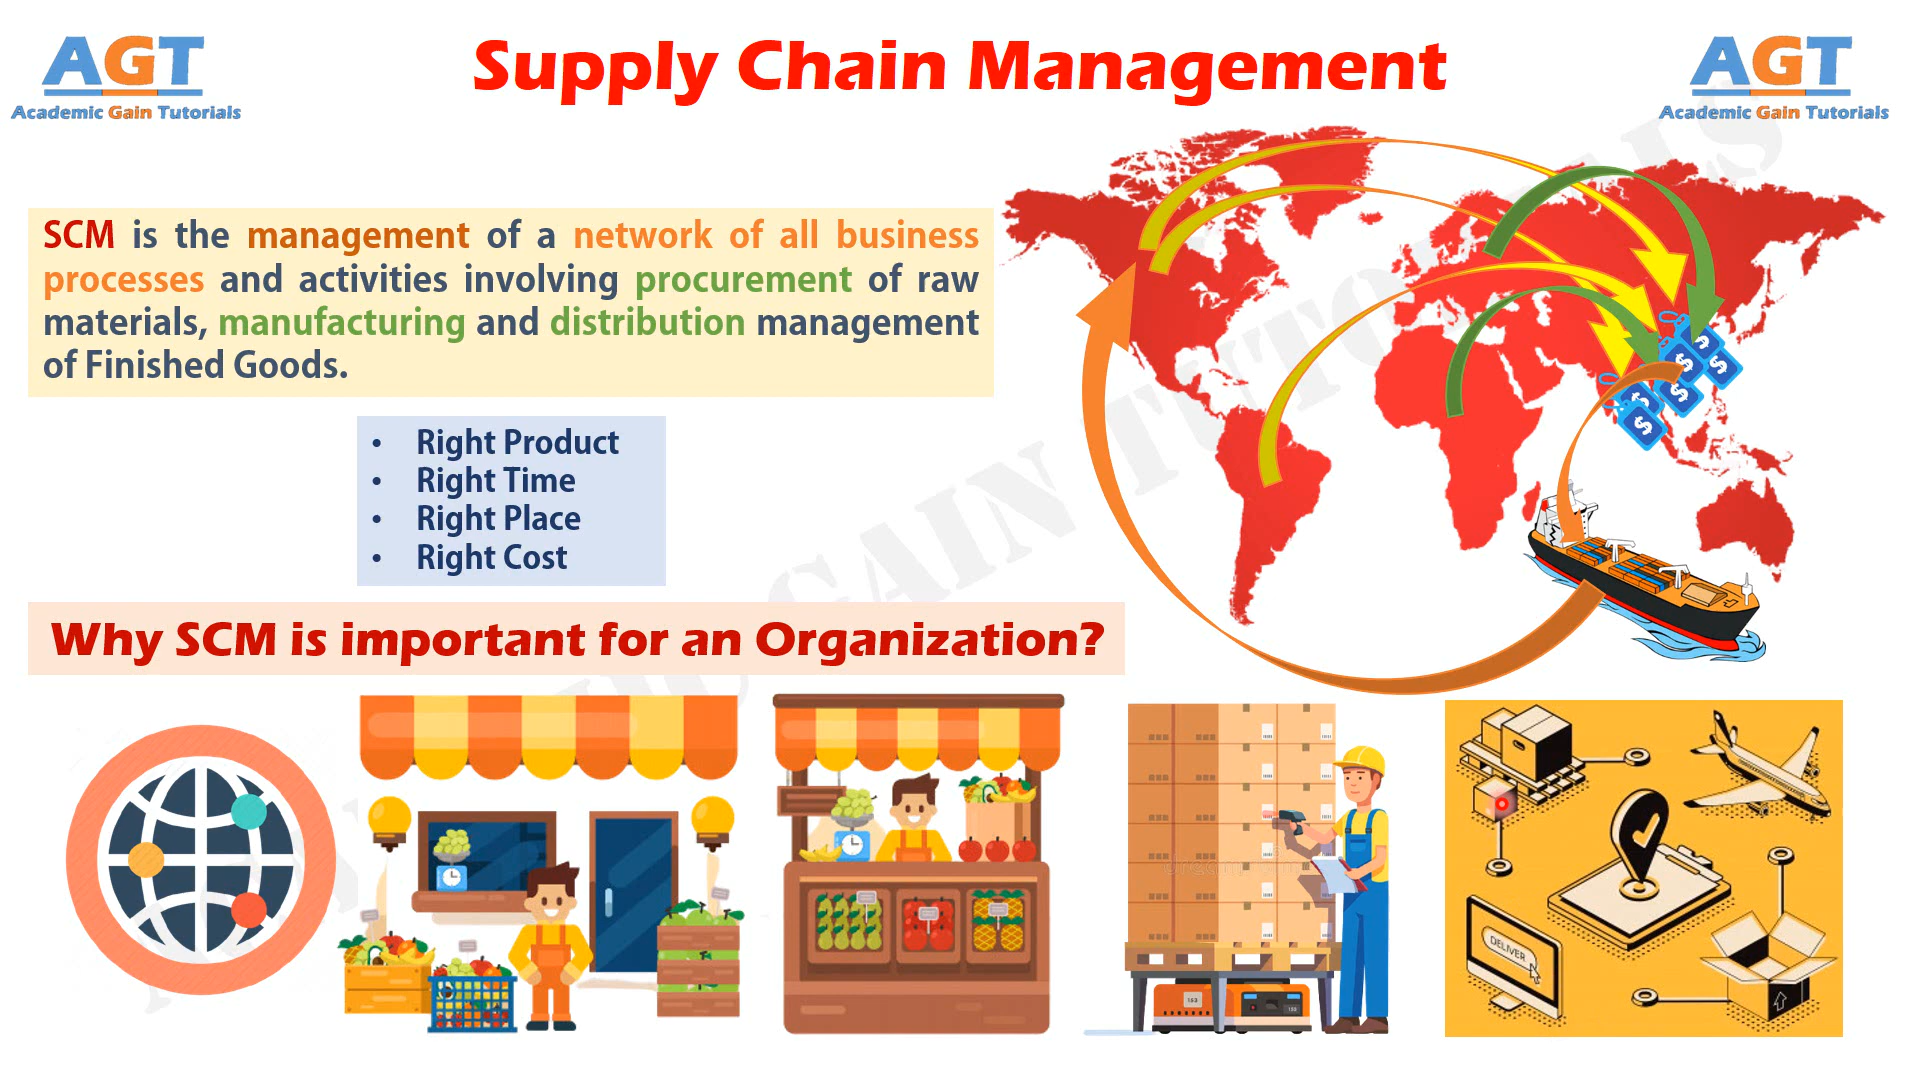 AGT
Academic Gain Tutorials
Supply Chain Management
AGT
Academic Gain Tutorials
SCM is the management of a network of all business
processes and activities involving procurement of raw
materials, manufacturing and distribution management
of Finished Goods.
• Right Product
• Right Time
• Right Place
• Right Cost
Why SCM is important for an Organization?
DELIVER